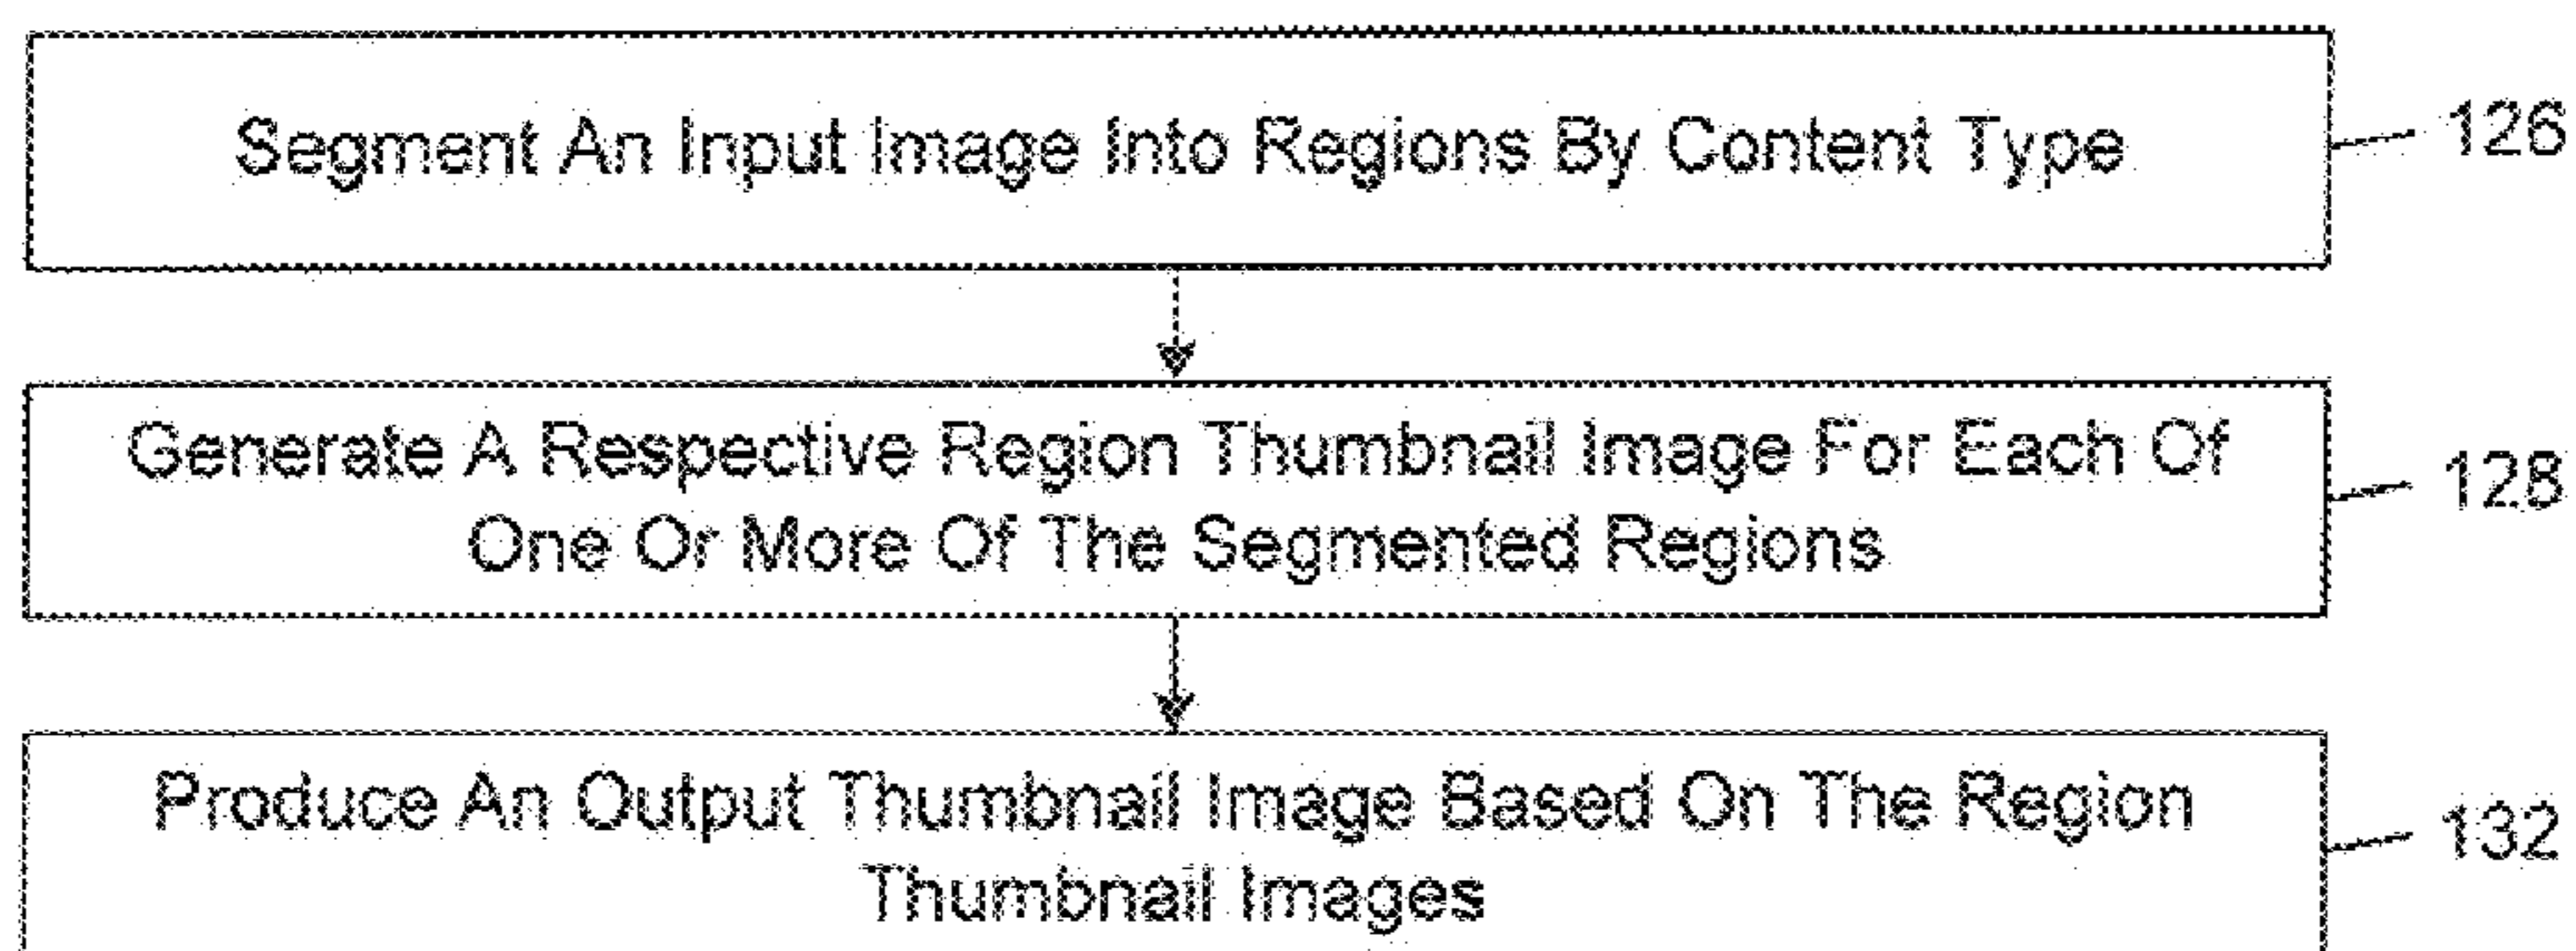 Segment An Input Image Into Regions By Content Type
126
Generate A Respective Region Thumbnail Image For Each Of
One Or More Of The Segmented Regions
128
Produce An Output Thumbnail Image Based On The Region
Thumbnail Images
132